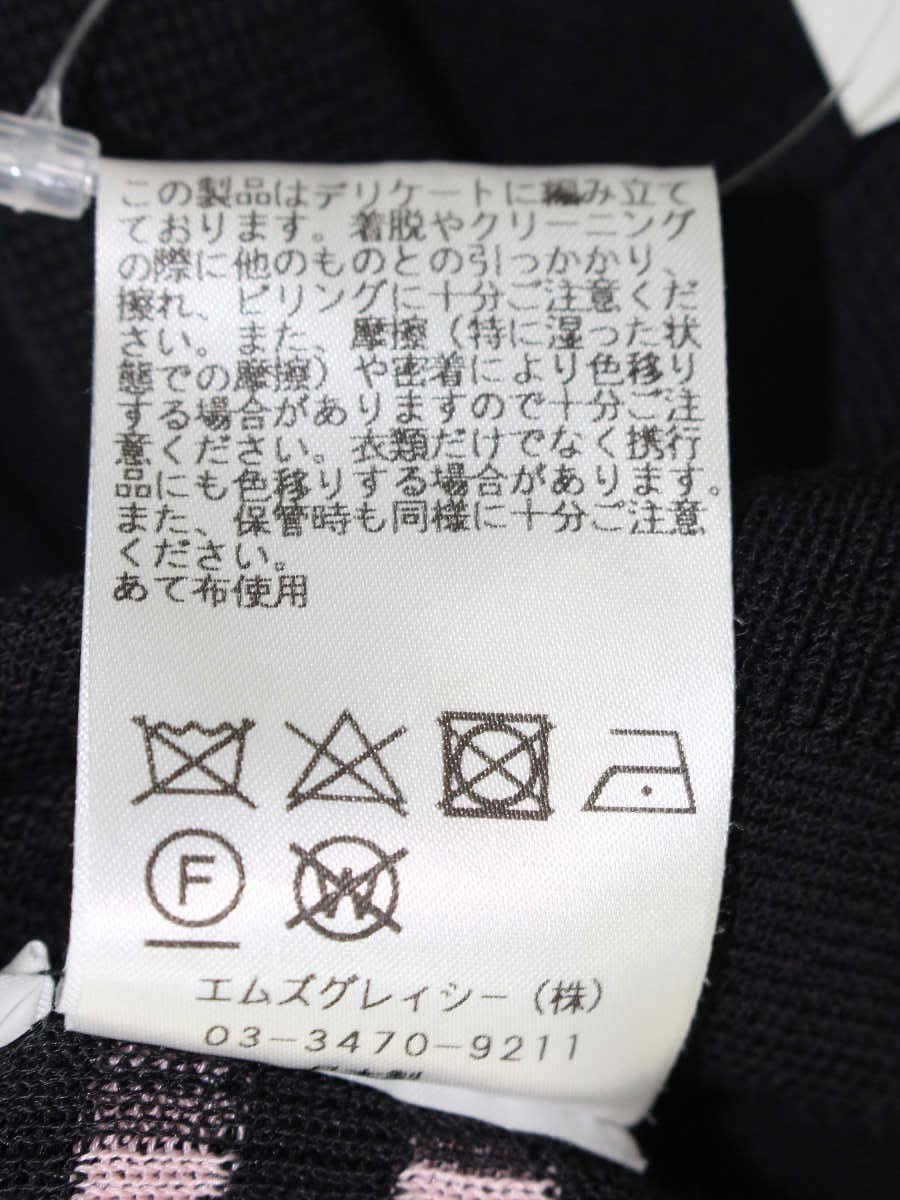 この製品はデリケートに編み立て
ております。着脱やクリーニング
の際に他のものとの引っかかり、
擦れ、ピリングに十分ご注意くだ
さい。また、摩擦（特に湿った状
態での摩擦）や密着により色移り
する場合がありますので十分ご注
意ください。衣類だけでなく携行
品にも色移りする場合があります。
また、保管時も同様に十分ご注意
ください。
あて布使用
F
W
エムズグレイシー（株）
03-3470-9211